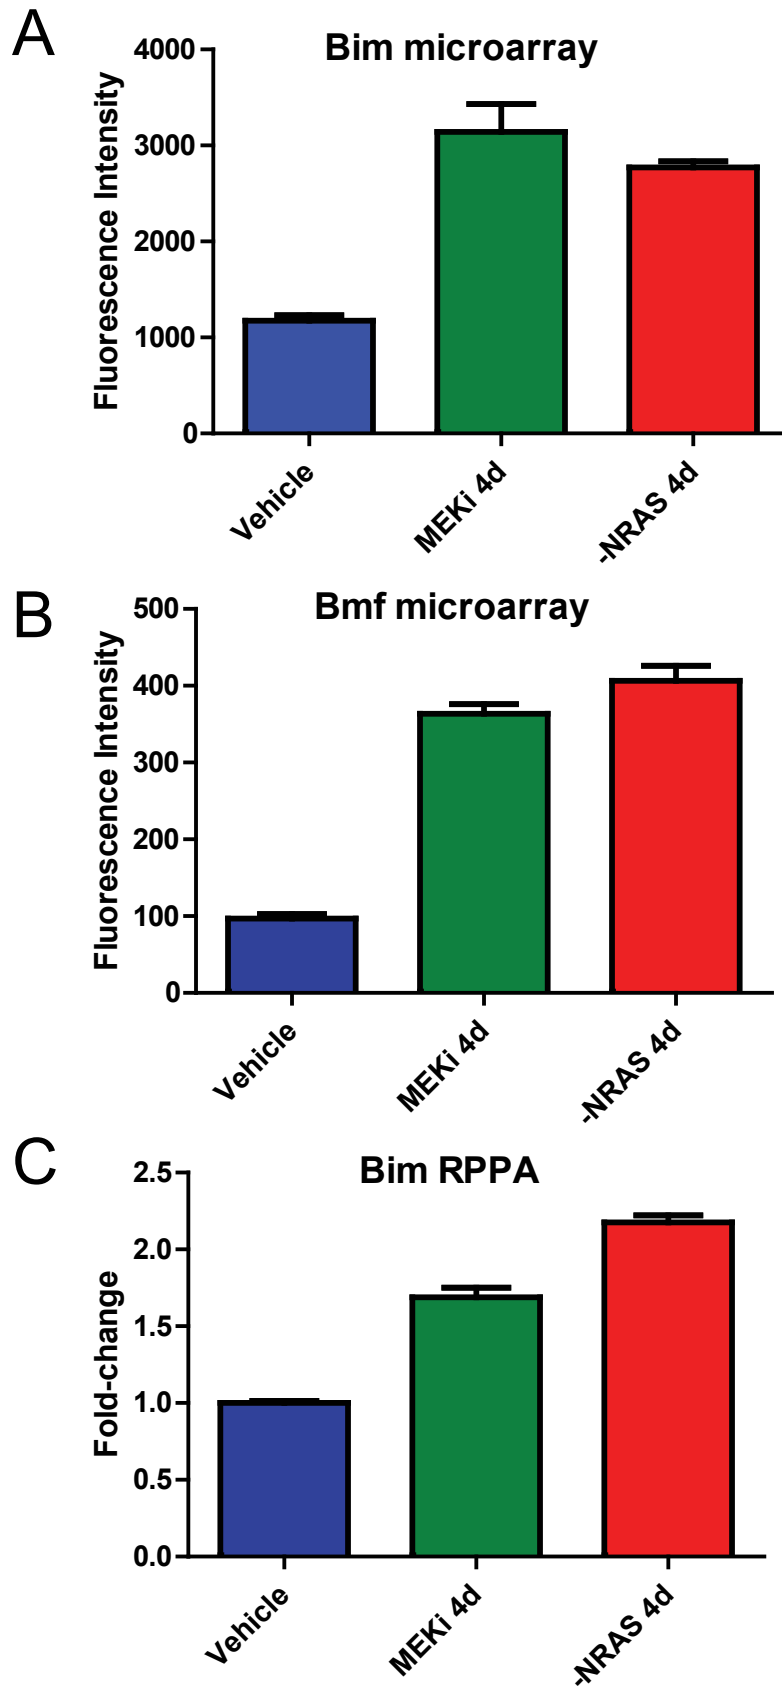 A
Bim microarray
Fluorescence Intensity
4000
3000
2000
1000
0
Vehicle
MEKi 4d
-NRAS 4d
B
Bmf microarray
Fluorescence Intensity
500
400
300
200
100
0
Vehicle
MEKi 4d
-NRAS 4d
C
Bim RPPA
Fold-change
2.5
2.0
1.5
1.0
0.5
0.0
Vehicle
MEKi 4d
-NRAS 4d